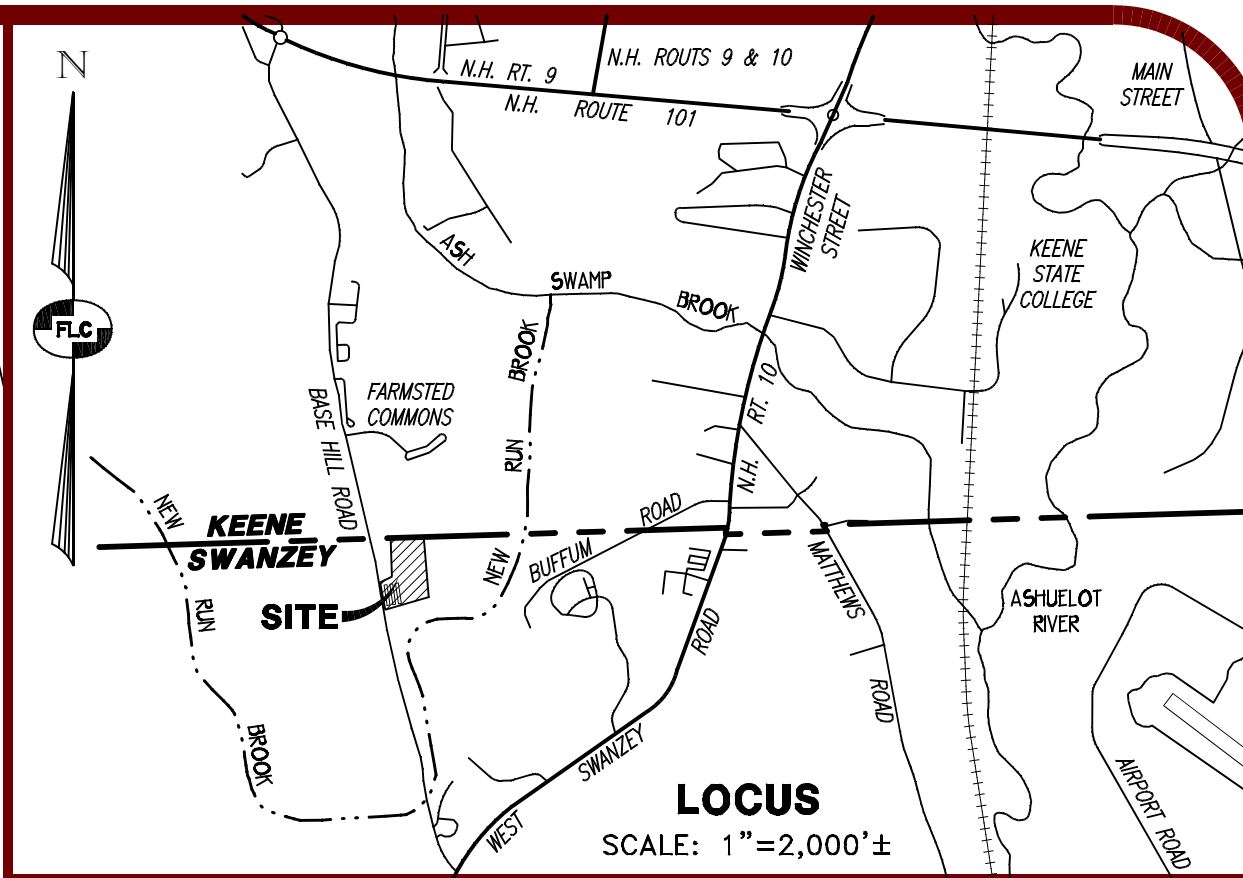 N
N.H. RT. 9
N.H. ROUTS 9 & 10
MAIN
STREET
N.H. ROUTE 101
WINCHESTER
STREET
ASH
SWAMP
BROOK
KEENE
STATE
COLLEGE
FLC
BROOK
FARMSTED
COMMONS
BASE HILL ROAD
N.H. RT. 10
RUN
NEW
KEENE
SWANZEY
NEW
BUFFUM
ROAD
MATTHEWS
ROAD
ASHUELOT
RIVER
SITE
RUN
BROOK
WEST
SWANZEY
ROAD
AIRPORT ROAD
LOCUS
SCALE: 1"=2,000'±